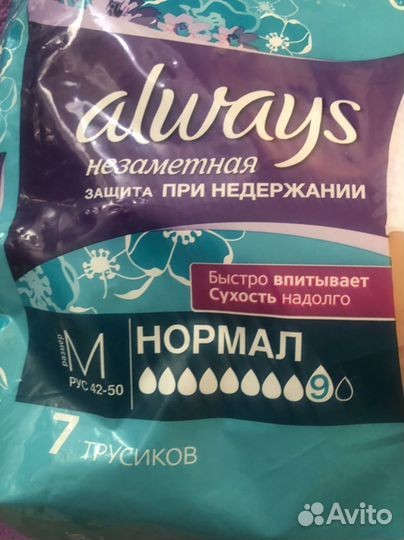 always
незаметная
ЗАЩИТА ПРИ НЕДЕРЖАНИИ
Быстро впитывает
Сухость надолго
размер
M
РУС 42-50
НОРМАЛ
9
7 ТРУСИКОВ
Avito